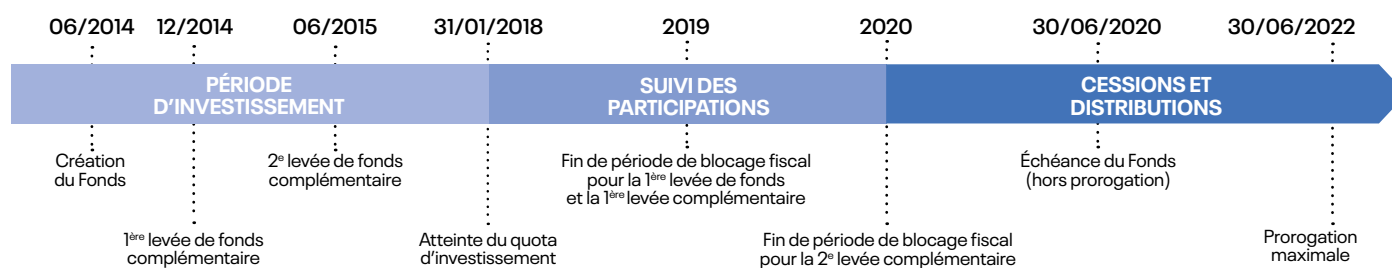 06/2014 12/2014 06/2015 31/01/2018 2019 2020 30/06/2020 30/06/2022
PÉRIODE
D'INVESTISSEMENT
SUIVI DES
PARTICIPATIONS
CESSIONS ET
DISTRIBUTIONS
Création
du Fonds
2e levée de fonds
complémentaire
Fin de période de blocage fiscal
pour la 1ère levée de fonds
et la 1ère levée complémentaire
Échéance du Fonds
(hors prorogation)
1ère levée de fonds
complémentaire
Atteinte du quota
d'investissement
Fin de période de blocage fiscal
pour la 2e levée complémentaire
Prorogation
maximale